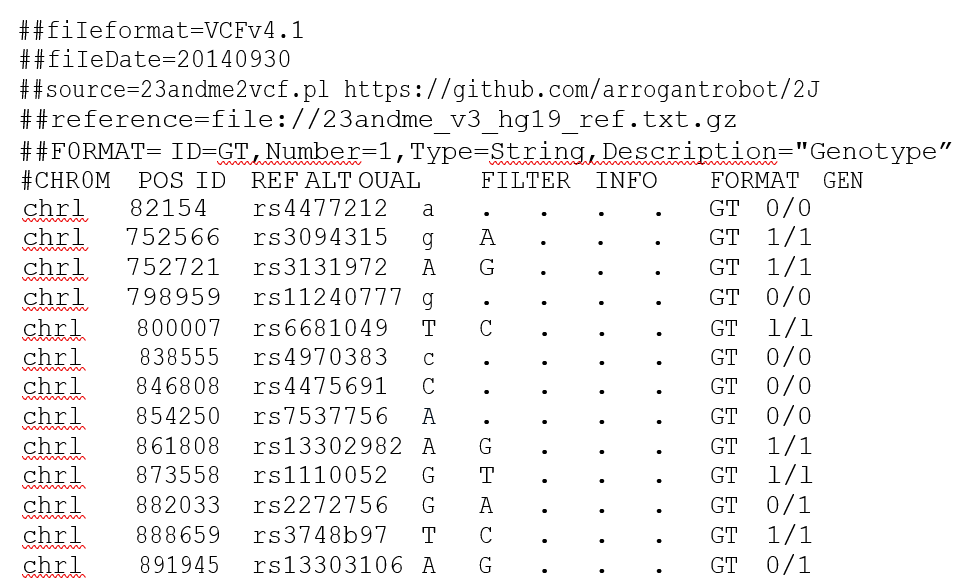 ##fiIeformat=VCFv4.1
##fiIeDate=20140930
##source=23andme2vcf.pl https://github.com/arrogantrobot/2J
##reference=file://23andme_v3_hg19_ref.txt.gz
##F0RMAT= ID=GT,Number=1,Type=String,Description="Genotype”
#CHR0M POS ID REF ALT OUAL FILTER INFO FORMAT GEN
chrl 82154 rs4477212 a . . . . GT 0/0
chrl 752566 rs3094315 g A . . . GT 1/1
chrl 752721 rs3131972 A G . . . GT 1/1
chrl 798959 rs11240777 g . . . . GT 0/0
chrl 800007 rs6681049 T C . . . GT l/l
chrl 838555 rs4970383 c . . . . GT 0/0
chrl 846808 rs4475691 C . . . . GT 0/0
chrl 854250 rs7537756 A . . . . GT 0/0
chrl 861808 rs13302982 A G . . . GT 1/1
chrl 873558 rs1110052 G T . . . GT l/l
chrl 882033 rs2272756 G A . . . GT 0/1
chrl 888659 rs3748b97 T C . . . GT 1/1
chrl 891945 rs13303106 A G . . . GT 0/1